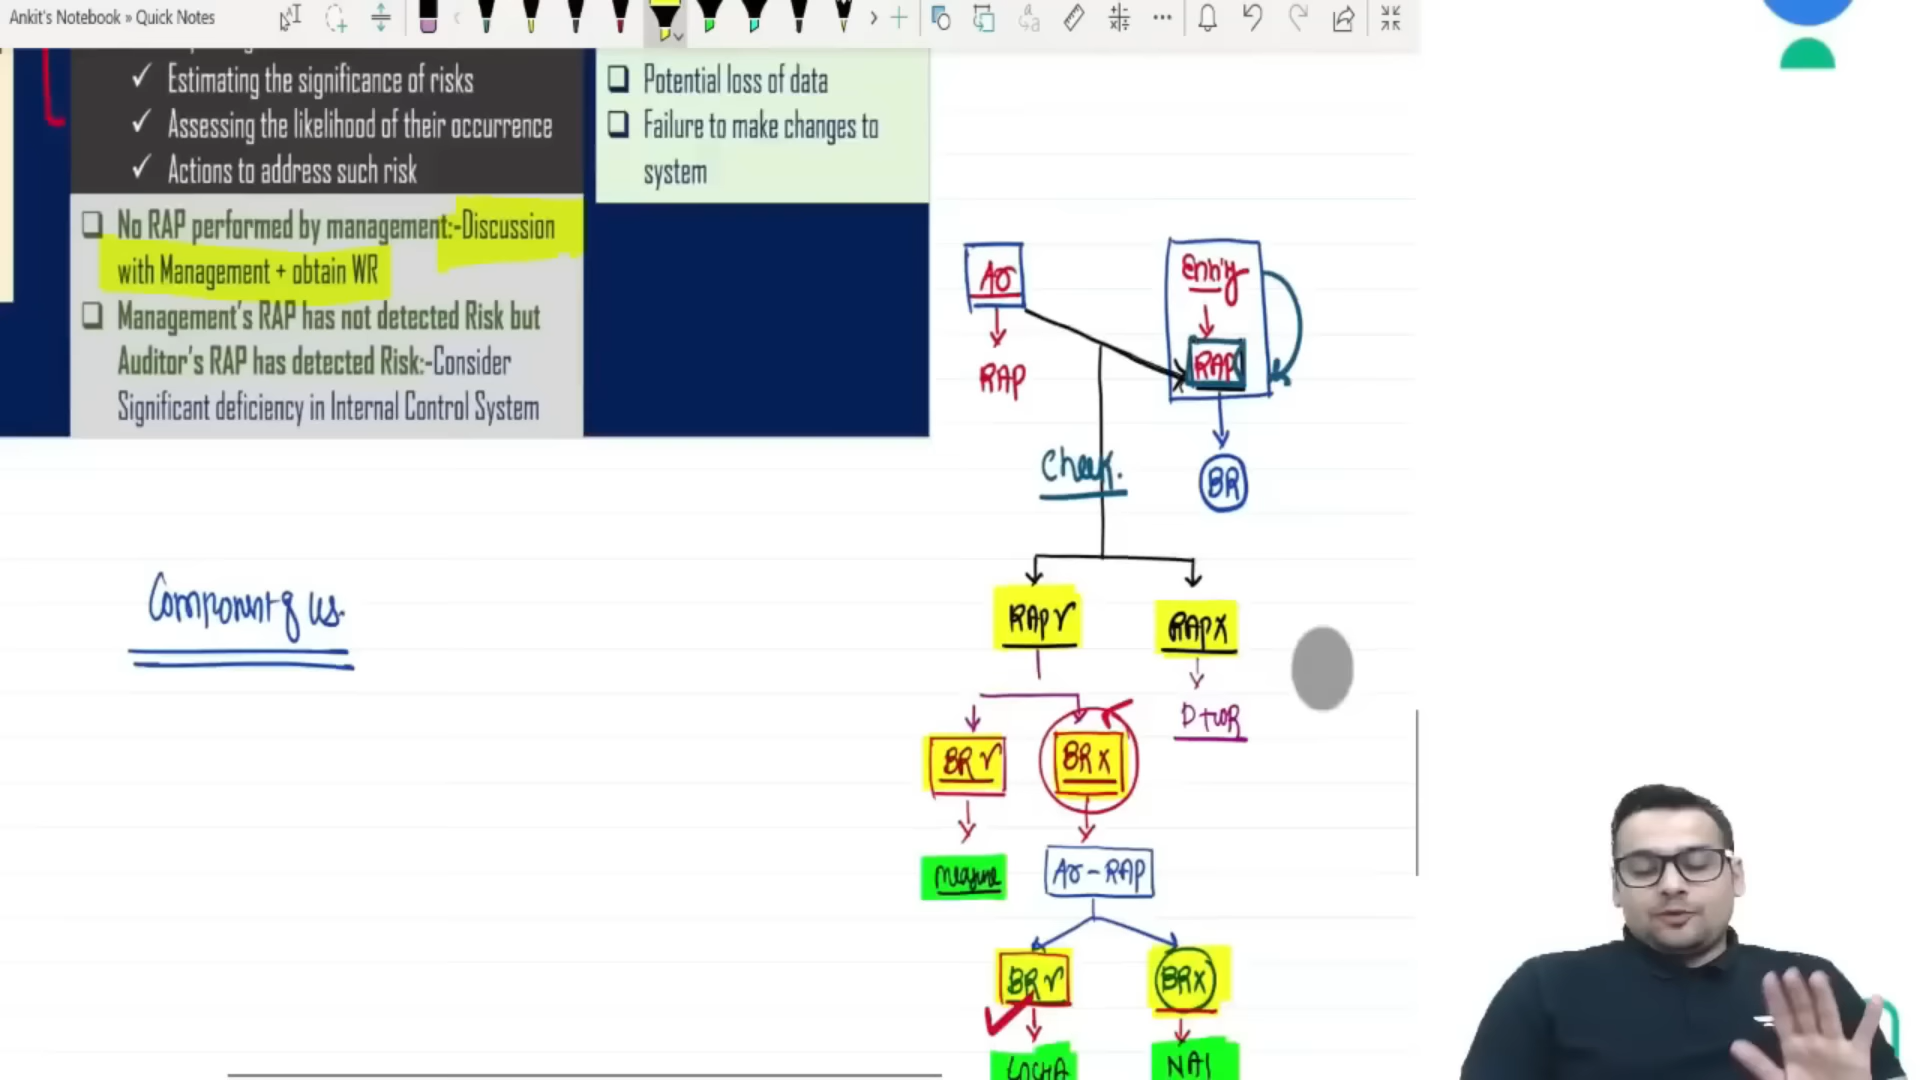 Ankit's Notebook » Quick Notes
✓ Estimating the significance of risks
✓ Assessing the likelihood of their occurrence
✓ Actions to address such risk
❑ No RAP performed by management:-Discussion
with Management + obtain WR
❑ Management's RAP has not detected Risk but
Auditor's RAP has detected Risk:-Consider
Significant deficiency in Internal Control System
❑ Potential loss of data
❑ Failure to make changes to
system
Entity
RAP
RAP
Check.
BR
RAP ✓
RAP X
D+WR
BR ✓
BR X
measure
RAP
BR ✓
BR X
NAI